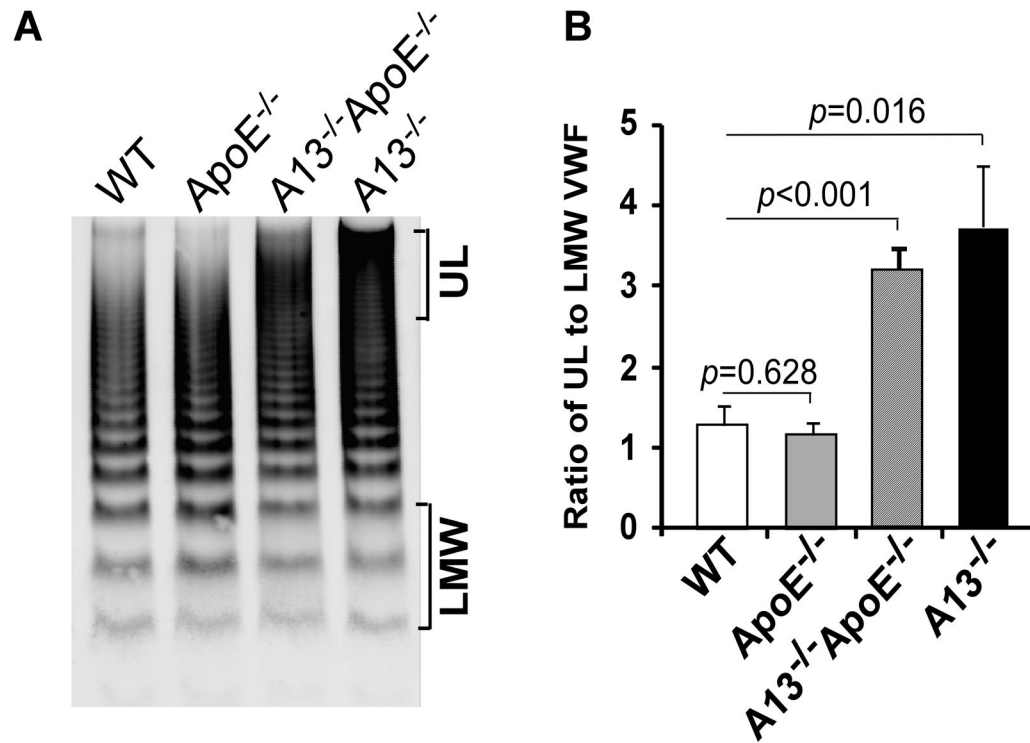 A
WT
ApoE-/-
A13-/-ApoE-/-
A13-/-
UL
LMW
B
Ratio of UL to LMW VWF
5
4
3
2
1
0
p=0.016
p<0.001
p=0.628
WT
ApoE-/-
A13-/-ApoE-/-
A13-/-